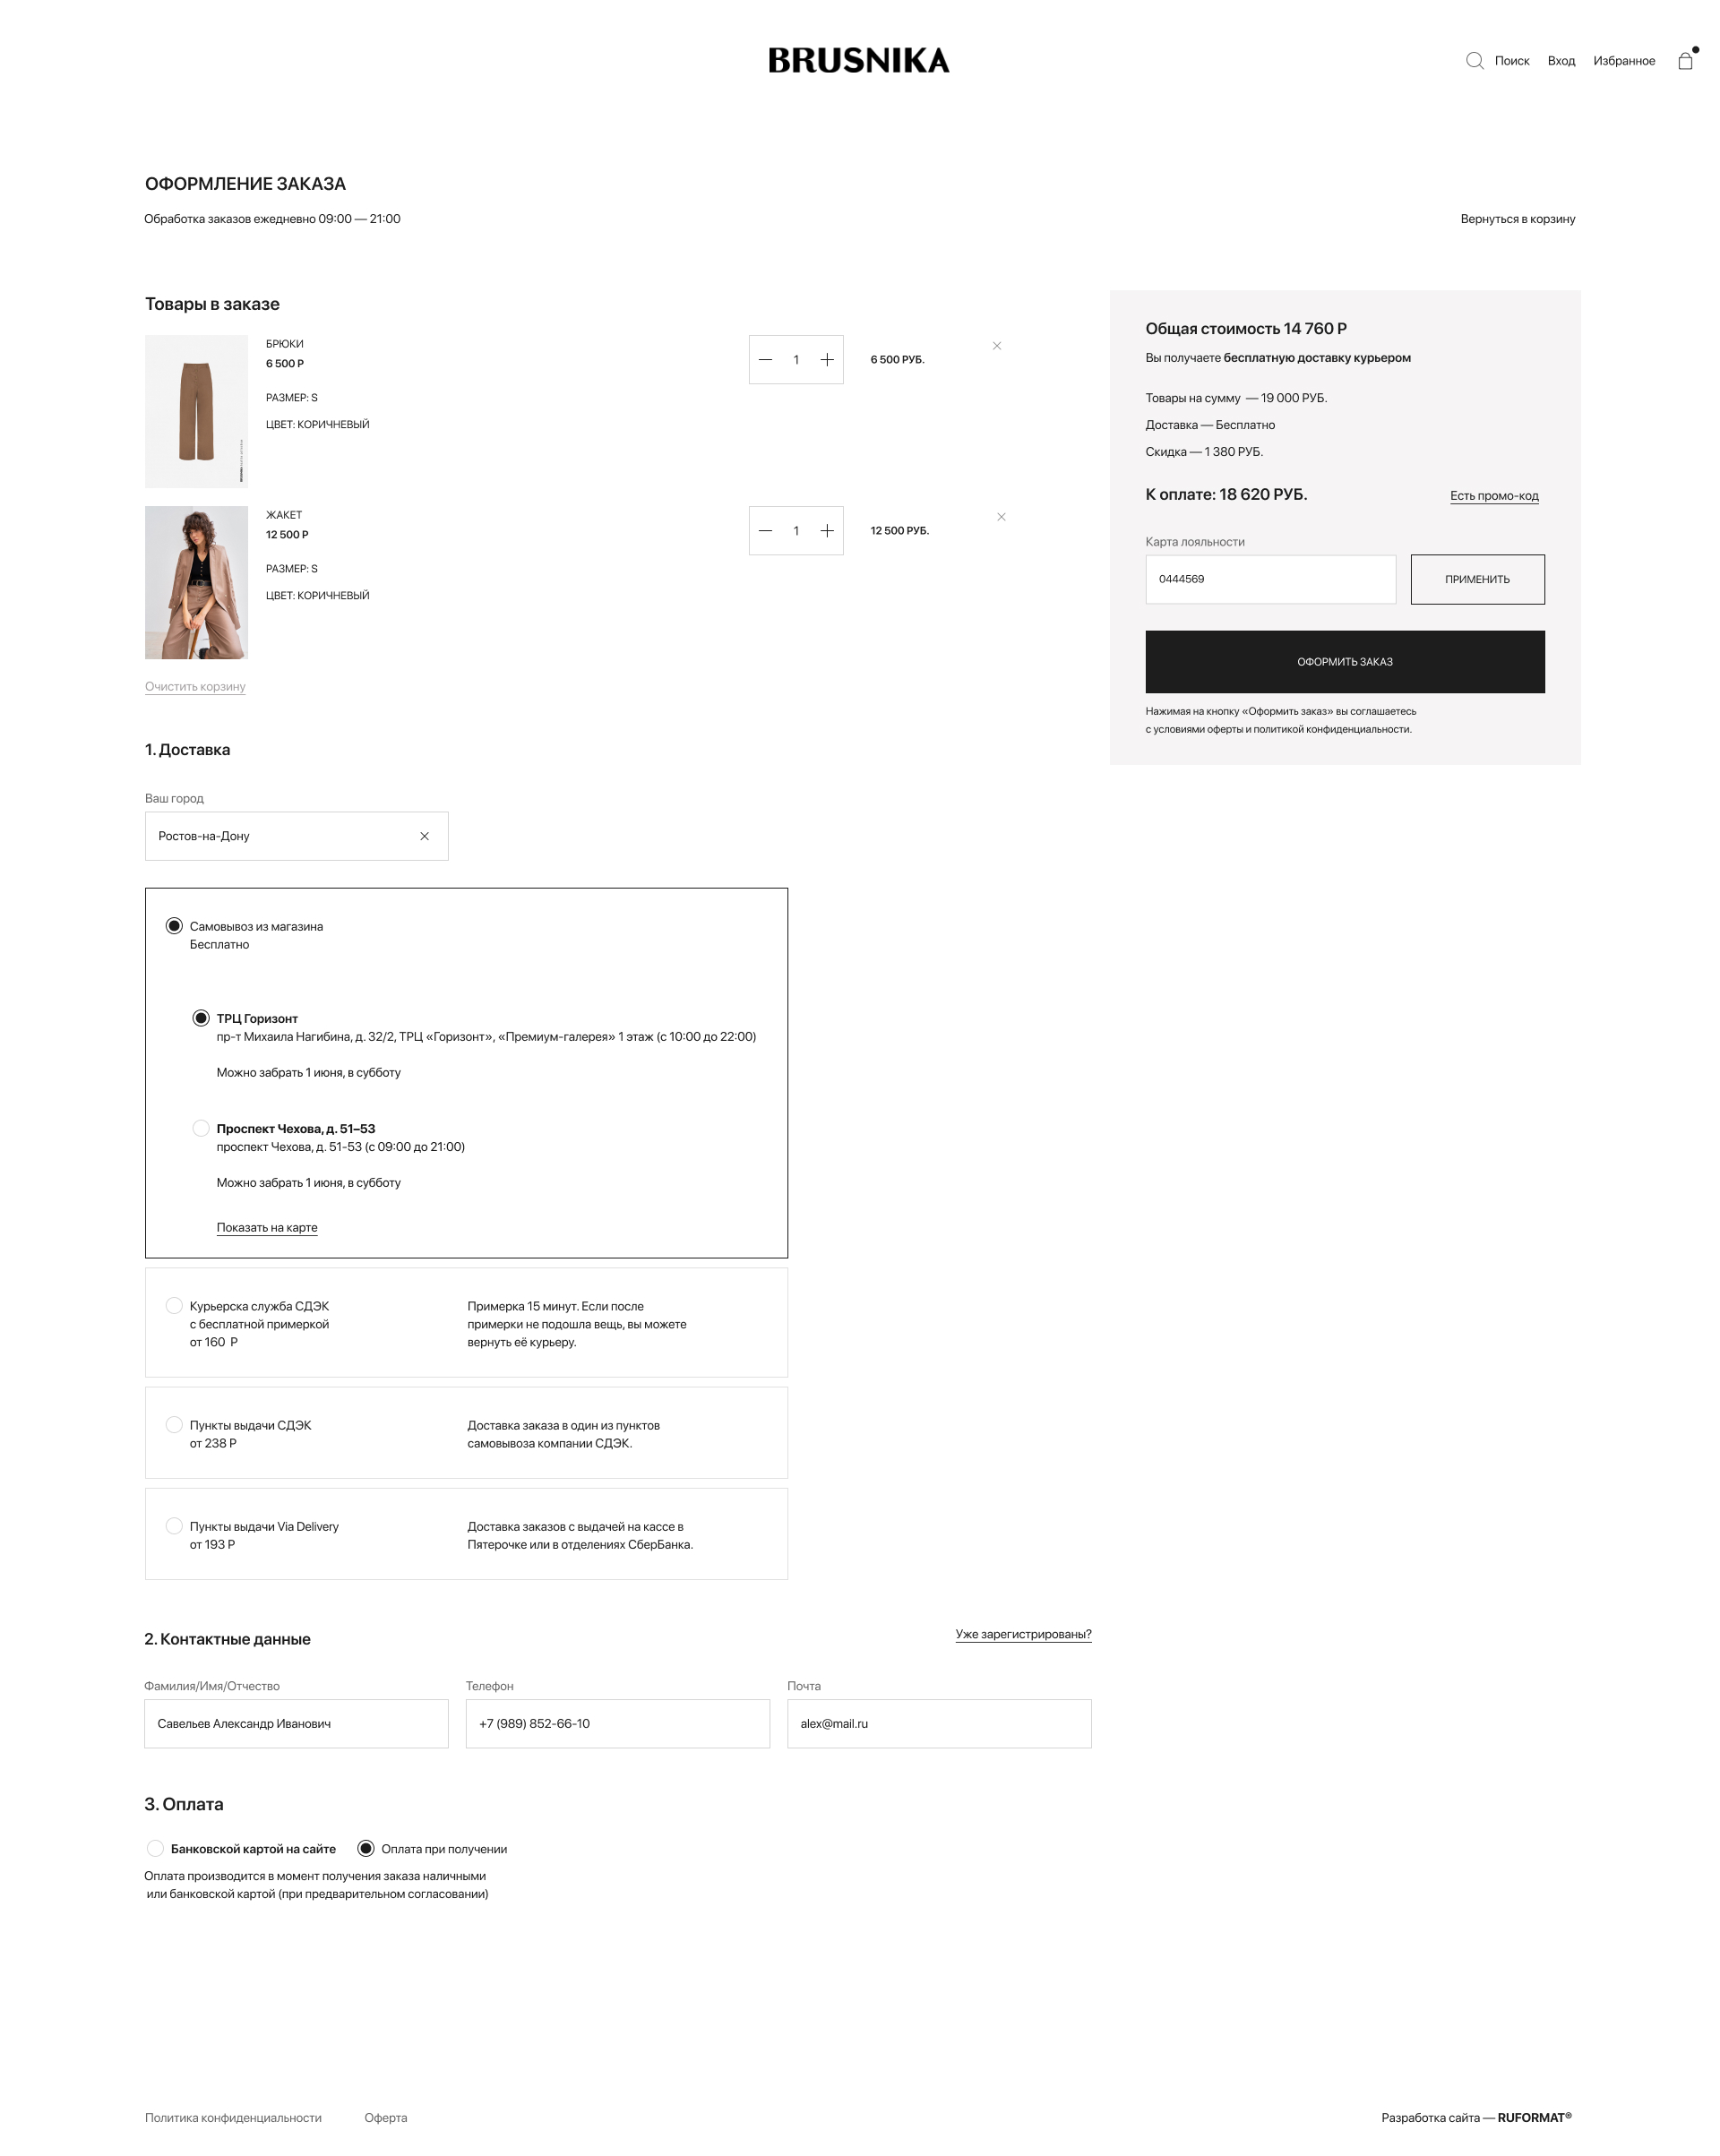 BRUSNIKA
Поиск
Вход
Избранное
ОФОРМЛЕНИЕ ЗАКАЗА
Обработка заказов ежедневно 09:00 — 21:00
Вернуться в корзину
Товары в заказе
БРЮКИ
6 500 Р
РАЗМЕР: S
ЦВЕТ: КОРИЧНЕВЫЙ
1
6 500 РУБ.
ЖАКЕТ
12 500 Р
РАЗМЕР: S
ЦВЕТ: КОРИЧНЕВЫЙ
1
12 500 РУБ.
Очистить корзину
Общая стоимость 14 760 Р
Вы получаете бесплатную доставку курьером
Товары на сумму — 19 000 РУБ.
Доставка — Бесплатно
Скидка — 1 380 РУБ.
К оплате: 18 620 РУБ.
Есть промо-код
Карта лояльности
0444569
ПРИМЕНИТЬ
ОФОРМИТЬ ЗАКАЗ
Нажимая на кнопку «Оформить заказ» вы соглашаетесь
с условиями оферты и политикой конфиденциальности.
1. Доставка
Ваш город
Ростов-на-Дону
Самовывоз из магазина
Бесплатно
ТРЦ Горизонт
пр-т Михаила Нагибина, д. 32/2, ТРЦ «Горизонт», «Премиум-галерея» 1 этаж (с 10:00 до 22:00)
Можно забрать 1 июня, в субботу
Проспект Чехова, д. 51–53
проспект Чехова, д. 51-53 (с 09:00 до 21:00)
Можно забрать 1 июня, в субботу
Показать на карте
Курьерска служба СДЭК
с бесплатной примеркой
от 160 Р
Примерка 15 минут. Если после
примерки не подошла вещь, вы можете
вернуть её курьеру.
Пункты выдачи СДЭК
от 238 Р
Доставка заказа в один из пунктов
самовывоза компании СДЭК.
Пункты выдачи Via Delivery
от 193 Р
Доставка заказов с выдачей на кассе в
Пятерочке или в отделениях СберБанка.
2. Контактные данные
Уже зарегистрированы?
Фамилия/Имя/Отчество
Савельев Александр Иванович
Телефон
+7 (989) 852-66-10
Почта
alex@mail.ru
3. Оплата
Банковской картой на сайте
Оплата при получении
Оплата производится в момент получения заказа наличными
или банковской картой (при предварительном согласовании)
Политика конфиденциальности
Оферта
Разработка сайта — RUFORMAT®